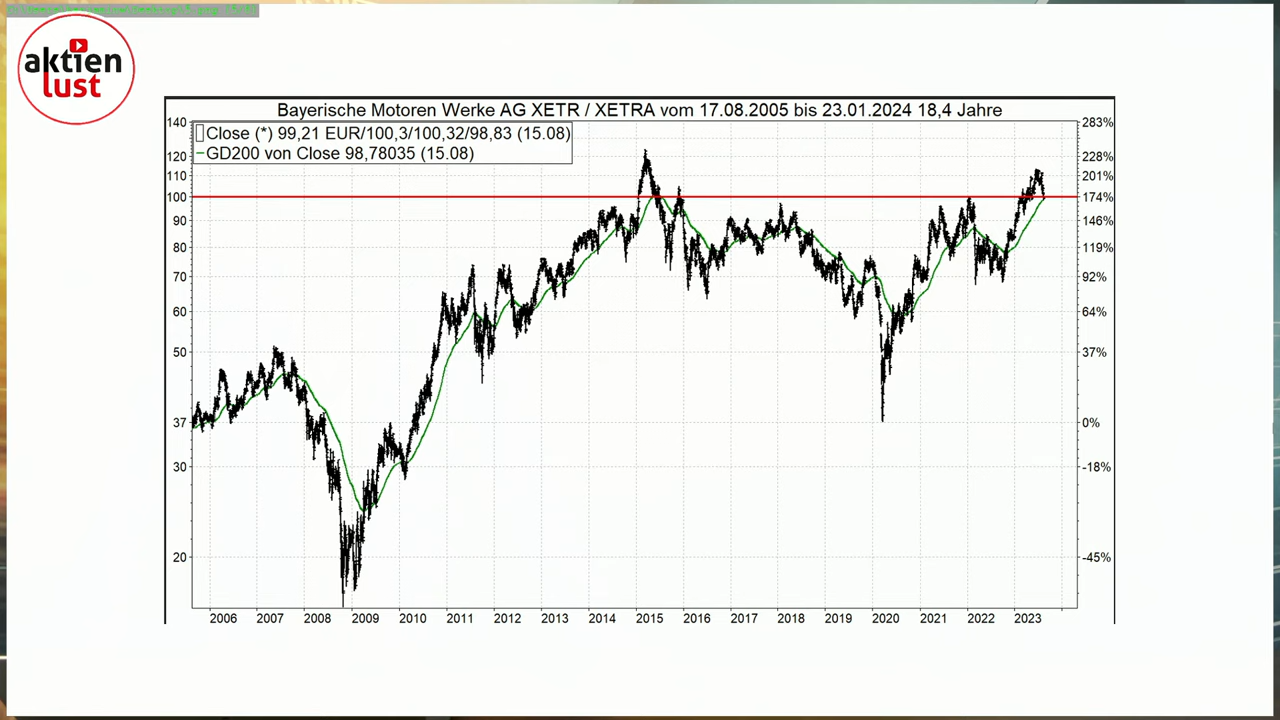 aktien
lust
Bayerische Motoren Werke AG XETR / XETRA vom 17.08.2005 bis 23.01.2024 18,4 Jahre
Close (*) 99,21 EUR/100,3/100,32/98,83 (15.08)
GD200 von Close 98,78035 (15.08)
140 283%
120 228%
110 201%
100 174%
90 146%
80 119%
70 92%
60 64%
50 37%
37 0%
30 -18%
20 -45%
2006 2007 2008 2009 2010 2011 2012 2013 2014 2015 2016 2017 2018 2019 2020 2021 2022 2023